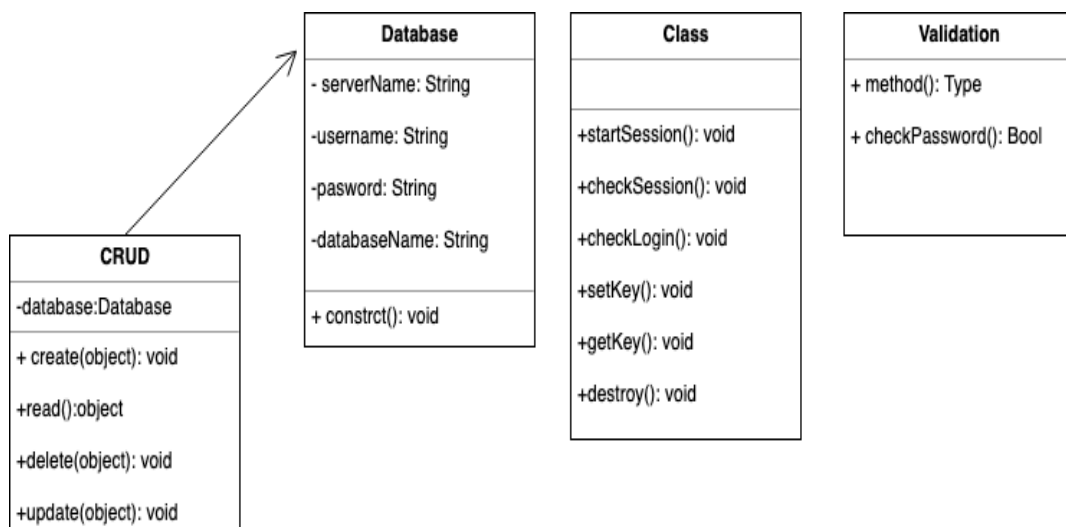 Database
- serverName: String
-username: String
-pasword: String
-databaseName: String
+ constrct(): void
Class
+startSession(): void
+checkSession(): void
+checkLogin(): void
+setKey(): void
+getKey(): void
+destroy(): void
Validation
+ method(): Type
+ checkPassword(): Bool
CRUD
-database:Database
+ create(object): void
+read():object
+delete(object): void
+update(object): void